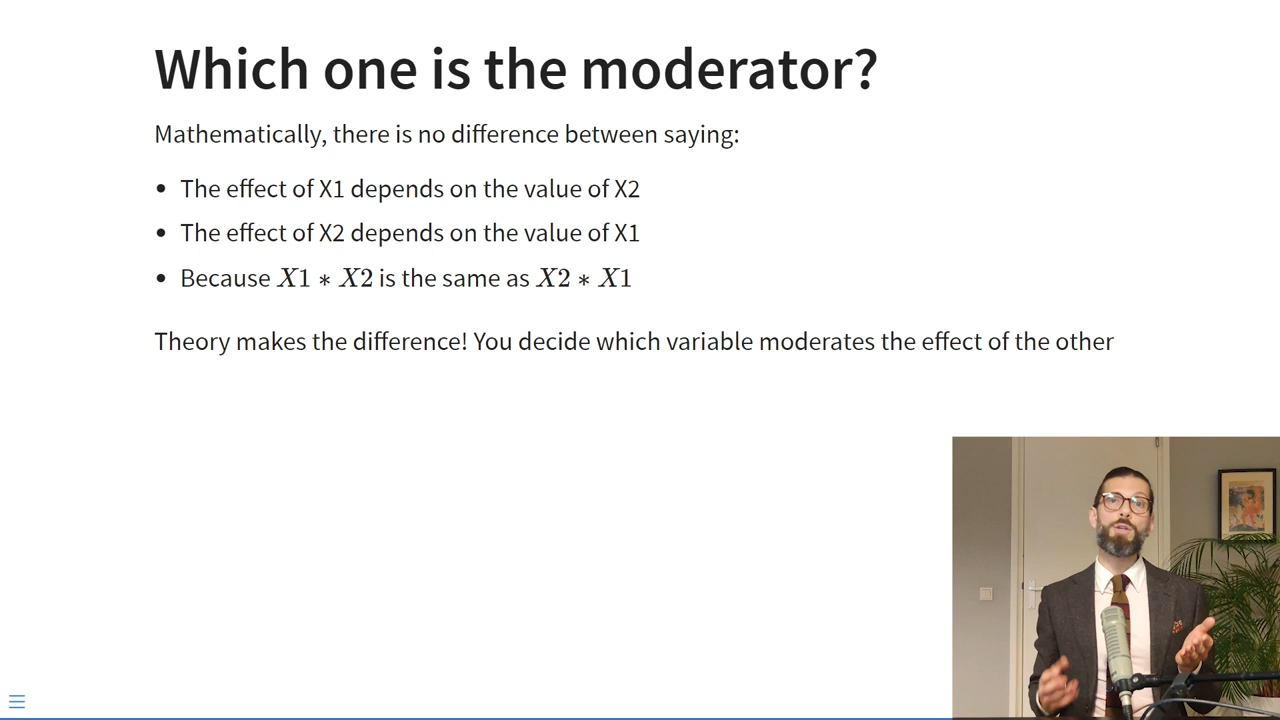 Which one is the moderator?
Mathematically, there is no difference between saying:
• The effect of X1 depends on the value of X2
• The effect of X2 depends on the value of X1
• Because X1 ∗ X2 is the same as X2 ∗ X1
Theory makes the difference! You decide which variable moderates the effect of the other